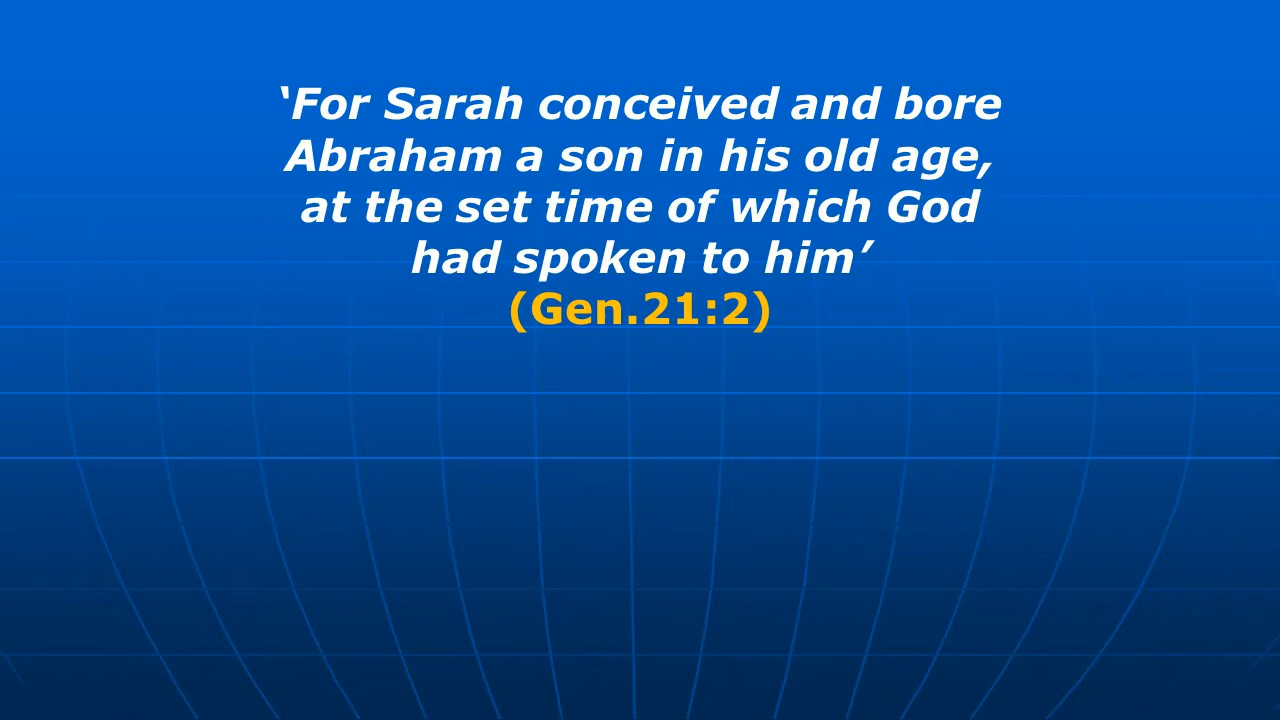 ‘For Sarah conceived and bore
Abraham a son in his old age,
at the set time of which God
had spoken to him’
(Gen.21:2)